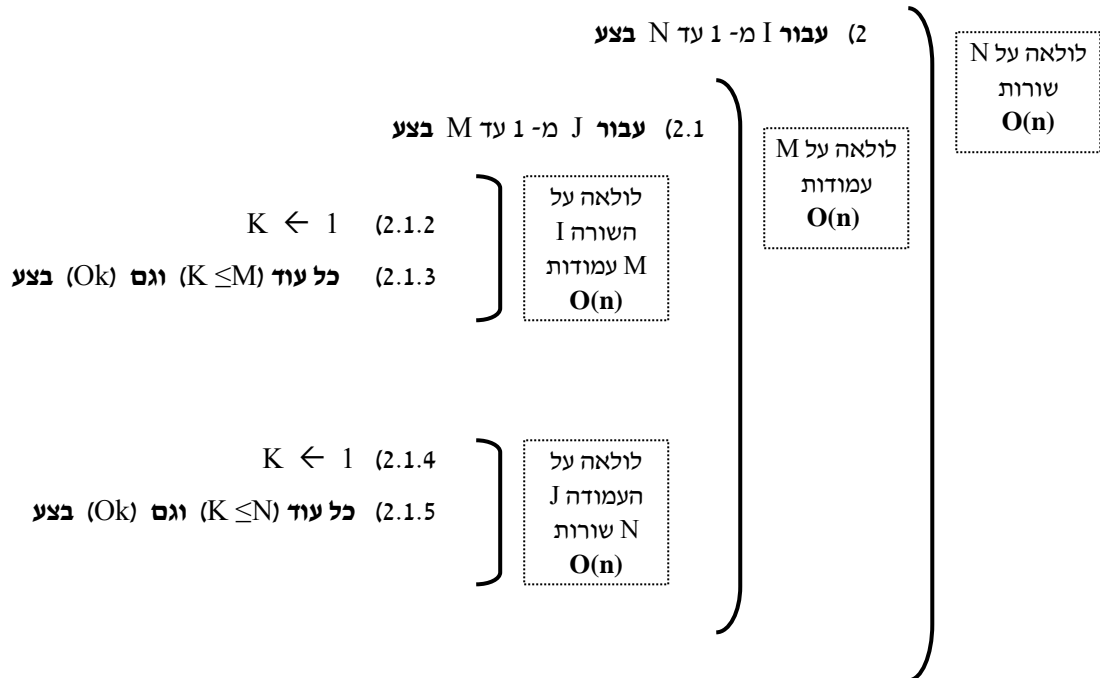 2) עבור I מ- 1 עד N בצע
לולאה על N
שורות
O(n)
2.1) עבור J מ- 1 עד M בצע
לולאה על M
עמודות
O(n)
2.1.2) K ← 1
2.1.3) כל עוד (K ≤M) וגם (Ok) בצע
לולאה על
השורה I
M עמודות
O(n)
2.1.4) K ← 1
2.1.5) כל עוד (K ≤N) וגם (Ok) בצע
לולאה על
העמודה J
N שורות
O(n)